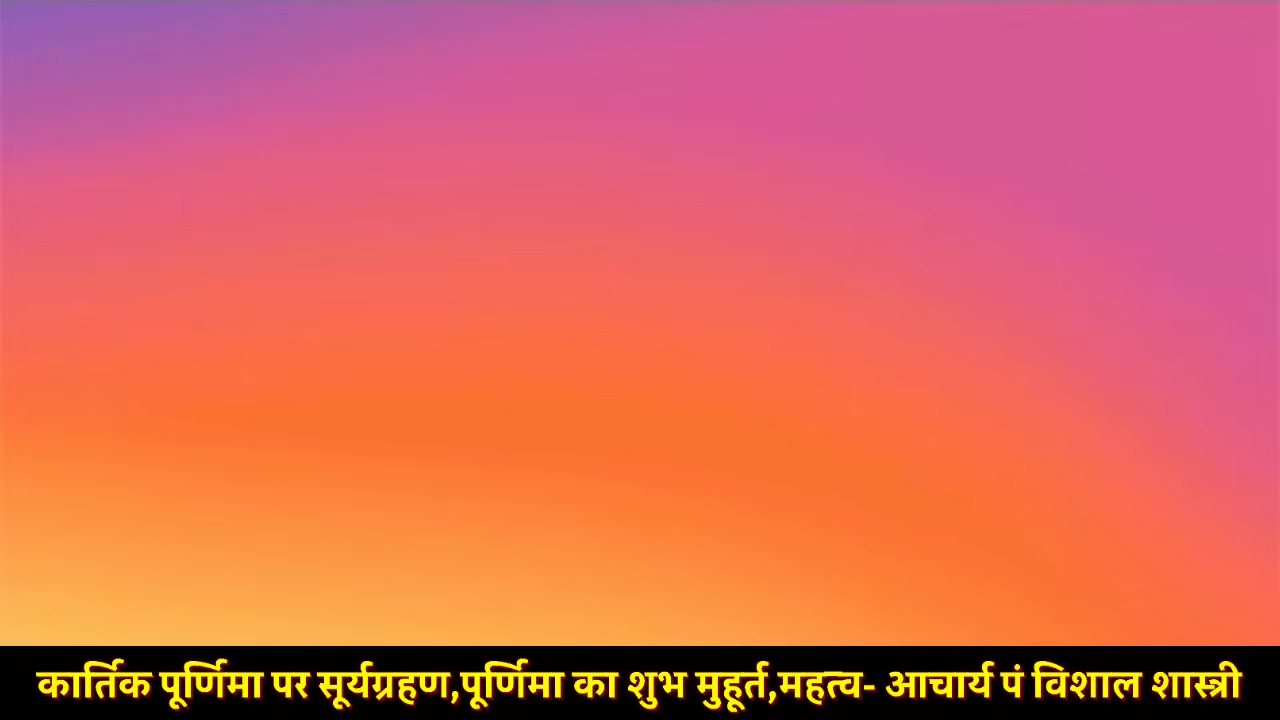 कार्तिक पूर्णिमा पर सूर्यग्रहण,पूर्णिमा का शुभ मुहूर्त,महत्व- आचार्य पं विशाल शास्त्री